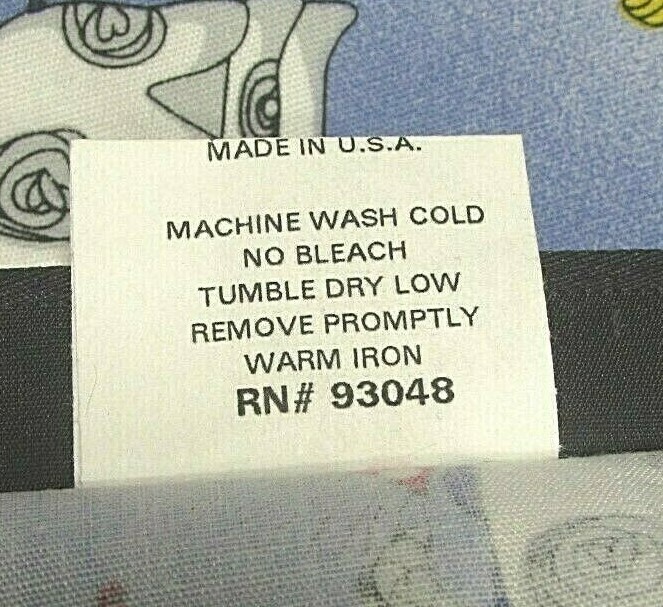 MADE IN U.S.A.
MACHINE WASH COLD
NO BLEACH
TUMBLE DRY LOW
REMOVE PROMPTLY
WARM IRON
RN# 93048